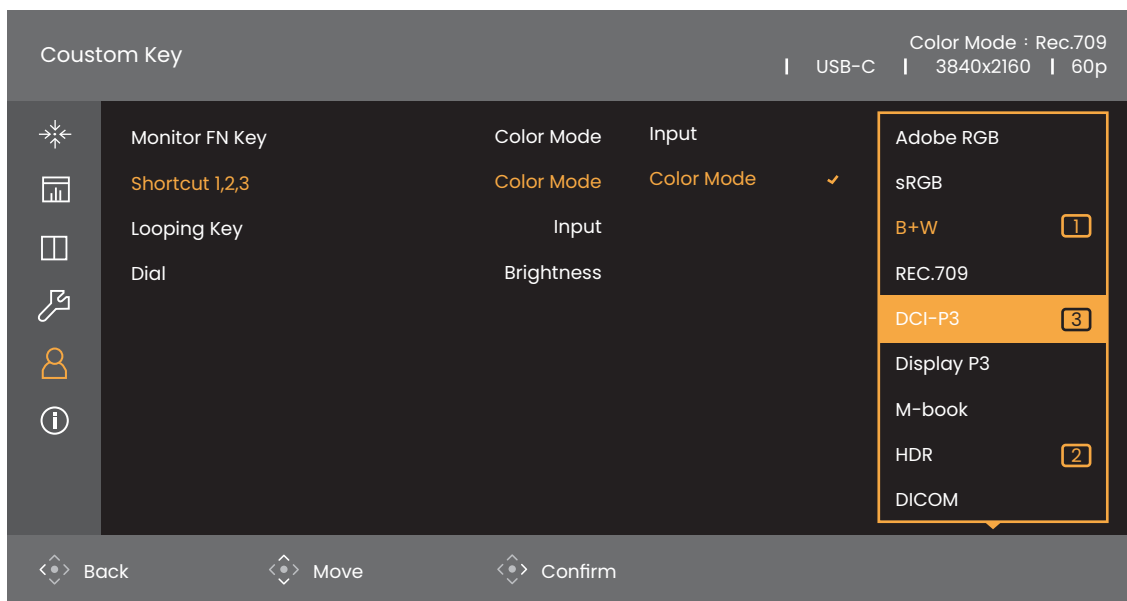 Coustom Key
Color Mode : Rec.709
| USB-C | 3840x2160 | 60p
Monitor FN Key Color Mode Input Adobe RGB
Shortcut 1,2,3 Color Mode Color Mode sRGB
Looping Key Input B+W 1
Dial Brightness REC.709
DCI-P3 3
Display P3
M-book
HDR 2
DICOM
Back Move Confirm